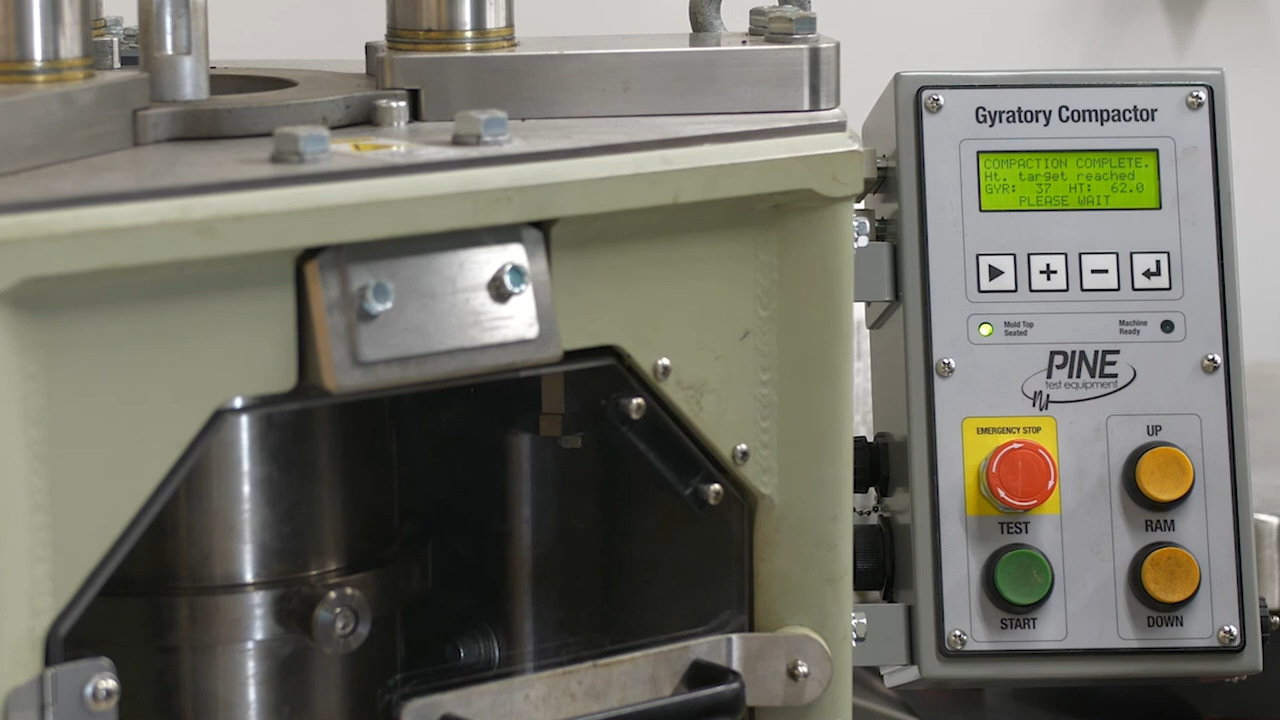 Gyratory Compactor
COMPACTION COMPLETE.
Ht. target reached
GYR: 37 HT: 62.0
PLEASE WAIT
Mold Top
Seated
Machine
Ready
PINE
test equipment
EMERGENCY STOP
UP
TEST
RAM
START
DOWN